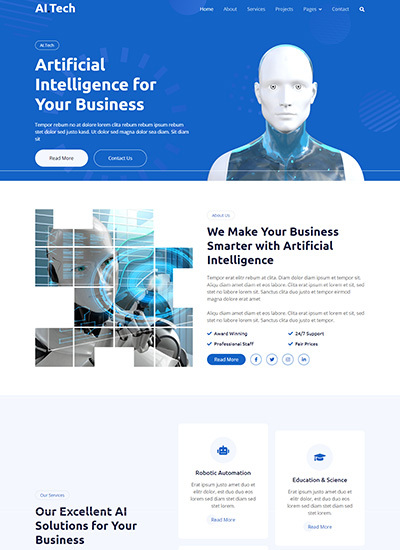 AI Tech
Home About Services Projects Pages Contact
AI.Tech
Artificial
Intelligence for
Your Business
Tempor rebum no at dolore lorem clita rebum rebum ipsum rebum
stet dolor sed justo kasd. Ut dolor sed magna dolor sea diam. Sit diam
sit
Read More Contact Us
About Us
We Make Your Business
Smarter with Artificial
Intelligence
Tempor erat elitr rebum at clita. Diam dolor diam ipsum et tempor sit.
Aliqu diam amet diam et eos labore. Clita erat ipsum et lorem et sit, sed
stet no labore lorem sit. Sanctus clita duo justo et tempor eirmod
magna dolore erat amet
Aliqu diam amet diam et eos labore. Clita erat ipsum et lorem et sit, sed
stet no labore lorem sit. Sanctus clita duo justo et tempor.
Award Winning 24/7 Support
Professional Staff Fair Prices
Read More
Our Services
Our Excellent AI
Solutions for Your
Business
Robotic Automation
Erat ipsum justo amet duo et
elitr dolor, est duo duo eos
lorem sed diam stet diam sed
stet lorem.
Read More
Education & Science
Erat ipsum justo amet duo et
elitr dolor, est duo duo eos
lorem sed diam stet diam sed
stet lorem.
Read More